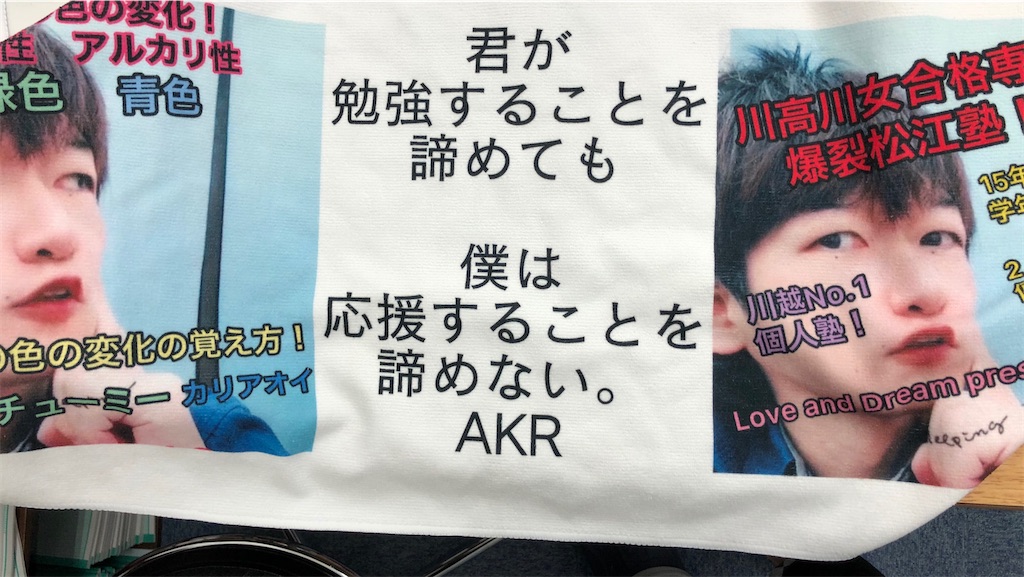 色の変化！
性 アルカリ性
緑色 青色
の色の変化の覚え方！
チューミー カリアオイ
君が
勉強することを
諦めても
僕は
応援することを
諦めない。
AKR
川高川女合格専
爆裂松江塾！
15年
学年
川越No.1
個人塾！
2.
Love and Dream pres